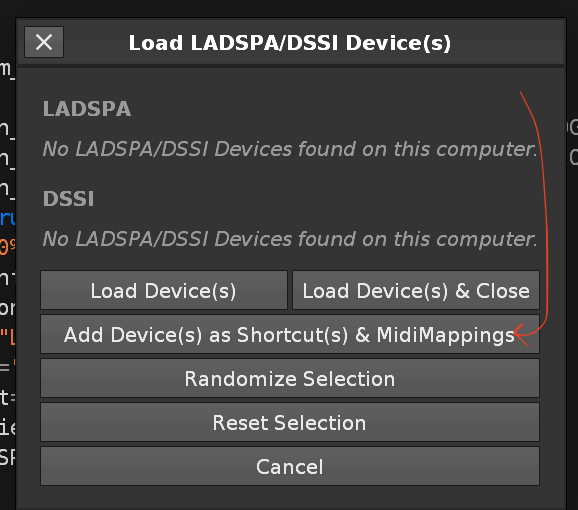 Load LADSPA/DSSI Device(s)
LADSPA
No LADSPA/DSSI Devices found on this computer.
DSSI
No LADSPA/DSSI Devices found on this computer.
Load Device(s)
Load Device(s) & Close
Add Device(s) as Shortcut(s) & MidiMappings
Randomize Selection
Reset Selection
Cancel